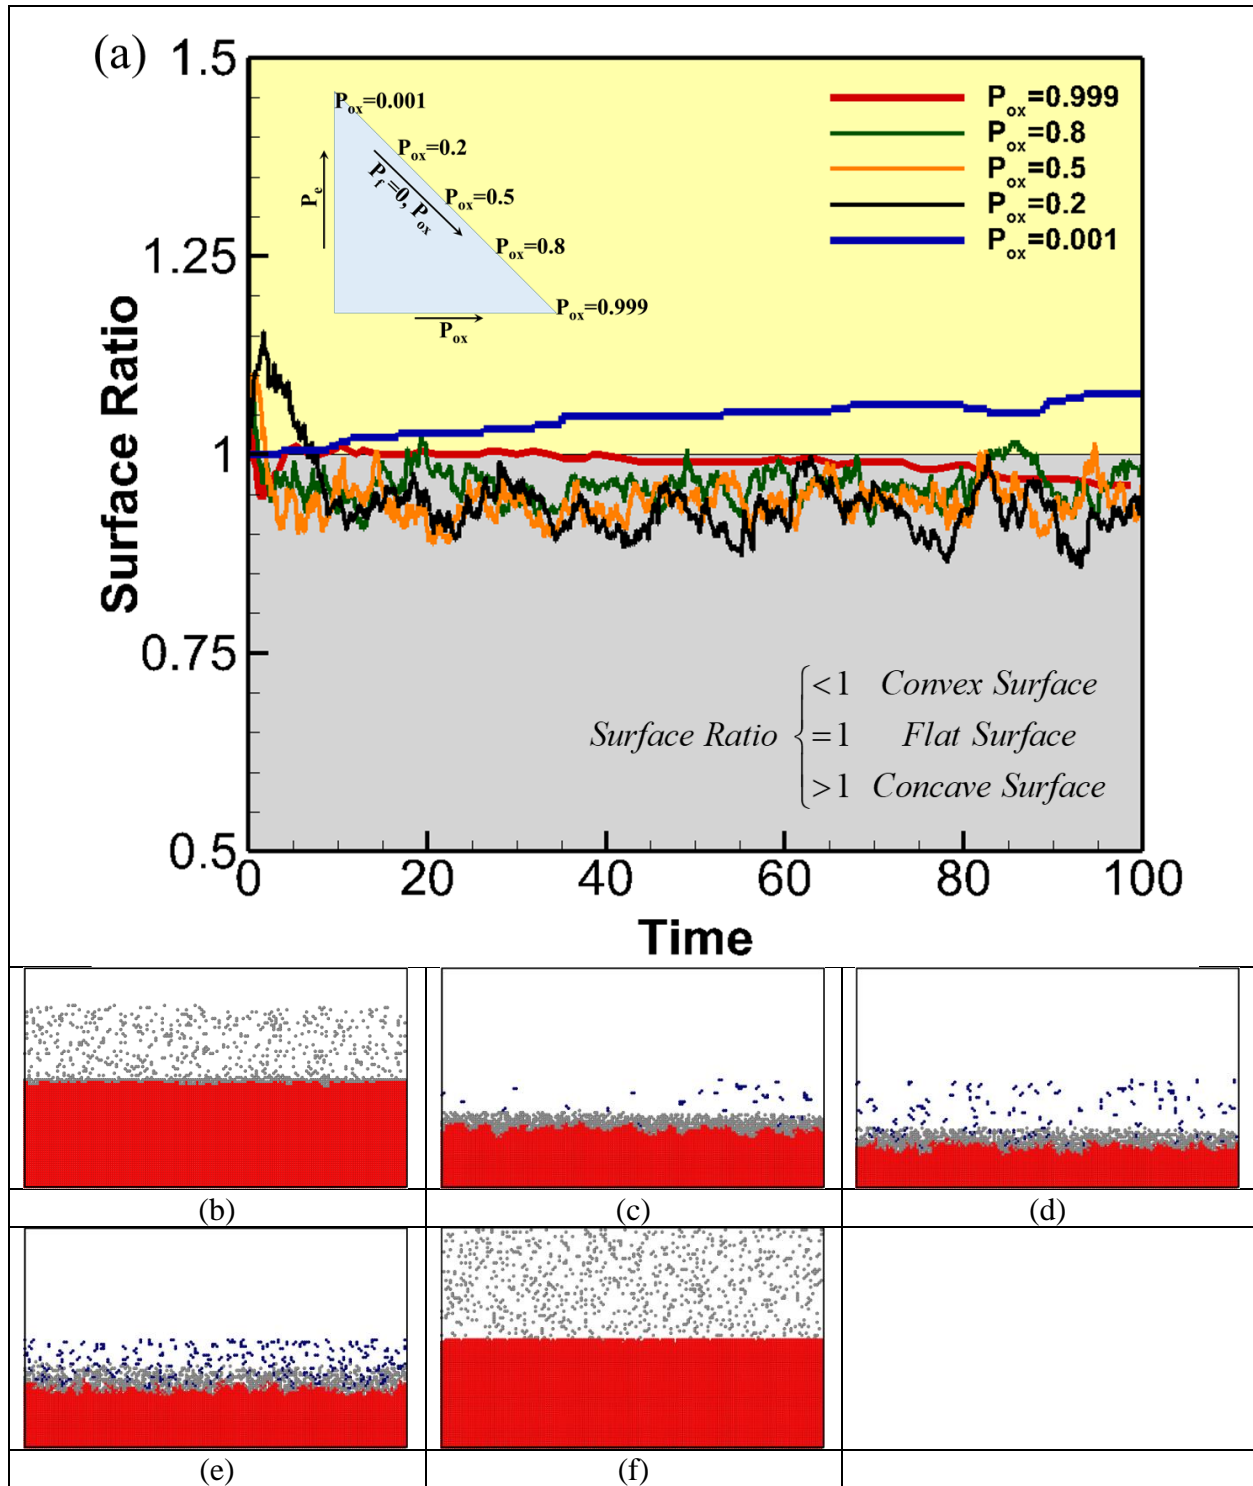 (a)
1.5
1.25
1
0.75
0.5
Surface Ratio
P_ox=0.001
P_ox=0.2
P_ox=0.5
P_ox=0.8
P_ox=0.999
P_e
P_f=0, P_ox
P_ox
P_ox=0.999
P_ox=0.8
P_ox=0.5
P_ox=0.2
P_ox=0.001
<1 Convex Surface
Surface Ratio { =1 Flat Surface
>1 Concave Surface
0 20 40 60 80 100
Time
(b) (c) (d)
(e) (f)